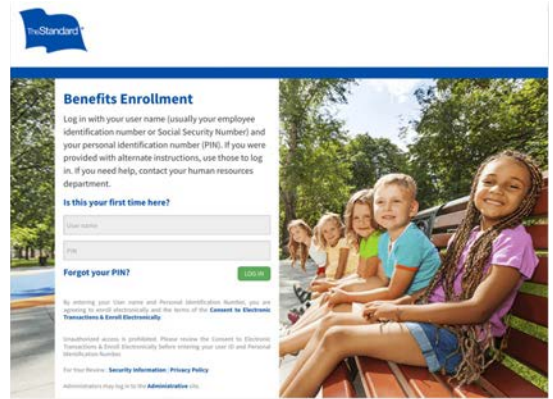 TheStandard
Benefits Enrollment
Log in with your user name (usually your employee
identification number or Social Security Number) and
your personal identification number (PIN). If you were
provided with alternate instructions, use those to log
in. If you need help, contact your human resources
department.
Is this your first time here?
User name
PIN
Forgot your PIN?
LOG IN
By entering your User name and Personal Identification Number, you are
agreeing to enroll electronically and the terms of the Consent to Electronic
Transactions & Enroll Electronically.
Unauthorized access is prohibited. Please review the Consent to Electronic
Transactions & Enroll Electronically before entering your user ID and Personal
Identification Number.
For Your Review : Security Information | Privacy Policy
Administrators may log in to the Administrative site.